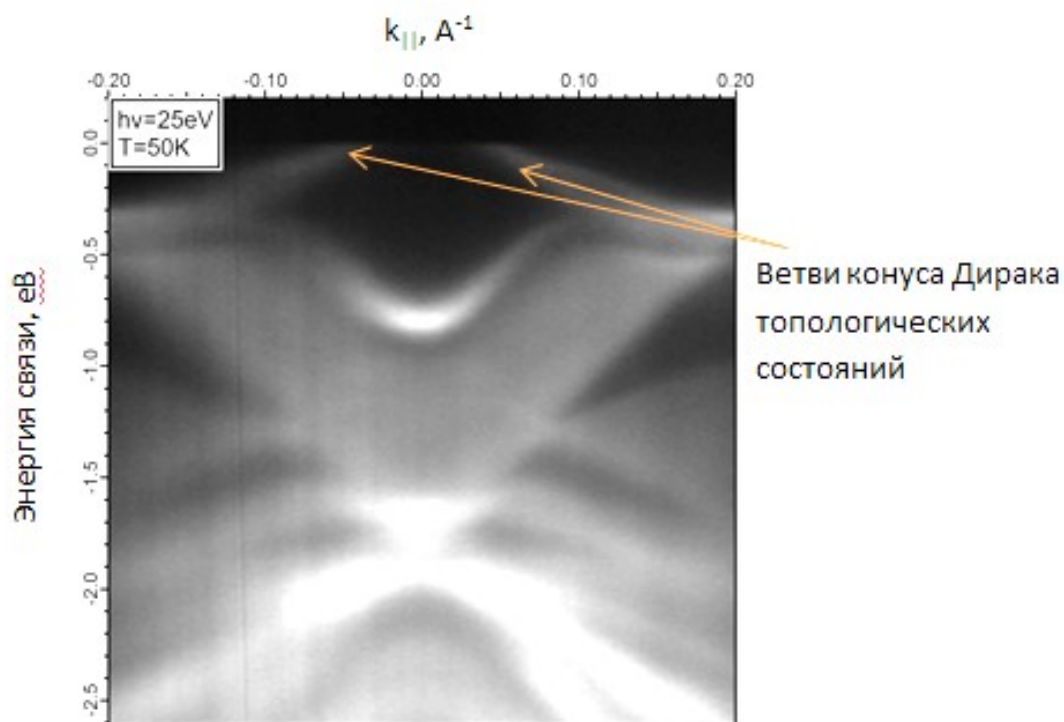 k||, A-1
-0.20 -0.10 0.00 0.10 0.20
hν=25eV
T=50K
0.0
-0.5
-1.0
-1.5
-2.0
-2.5
Энергия связи, еВ
Ветви конуса Дирака
топологических
состояний